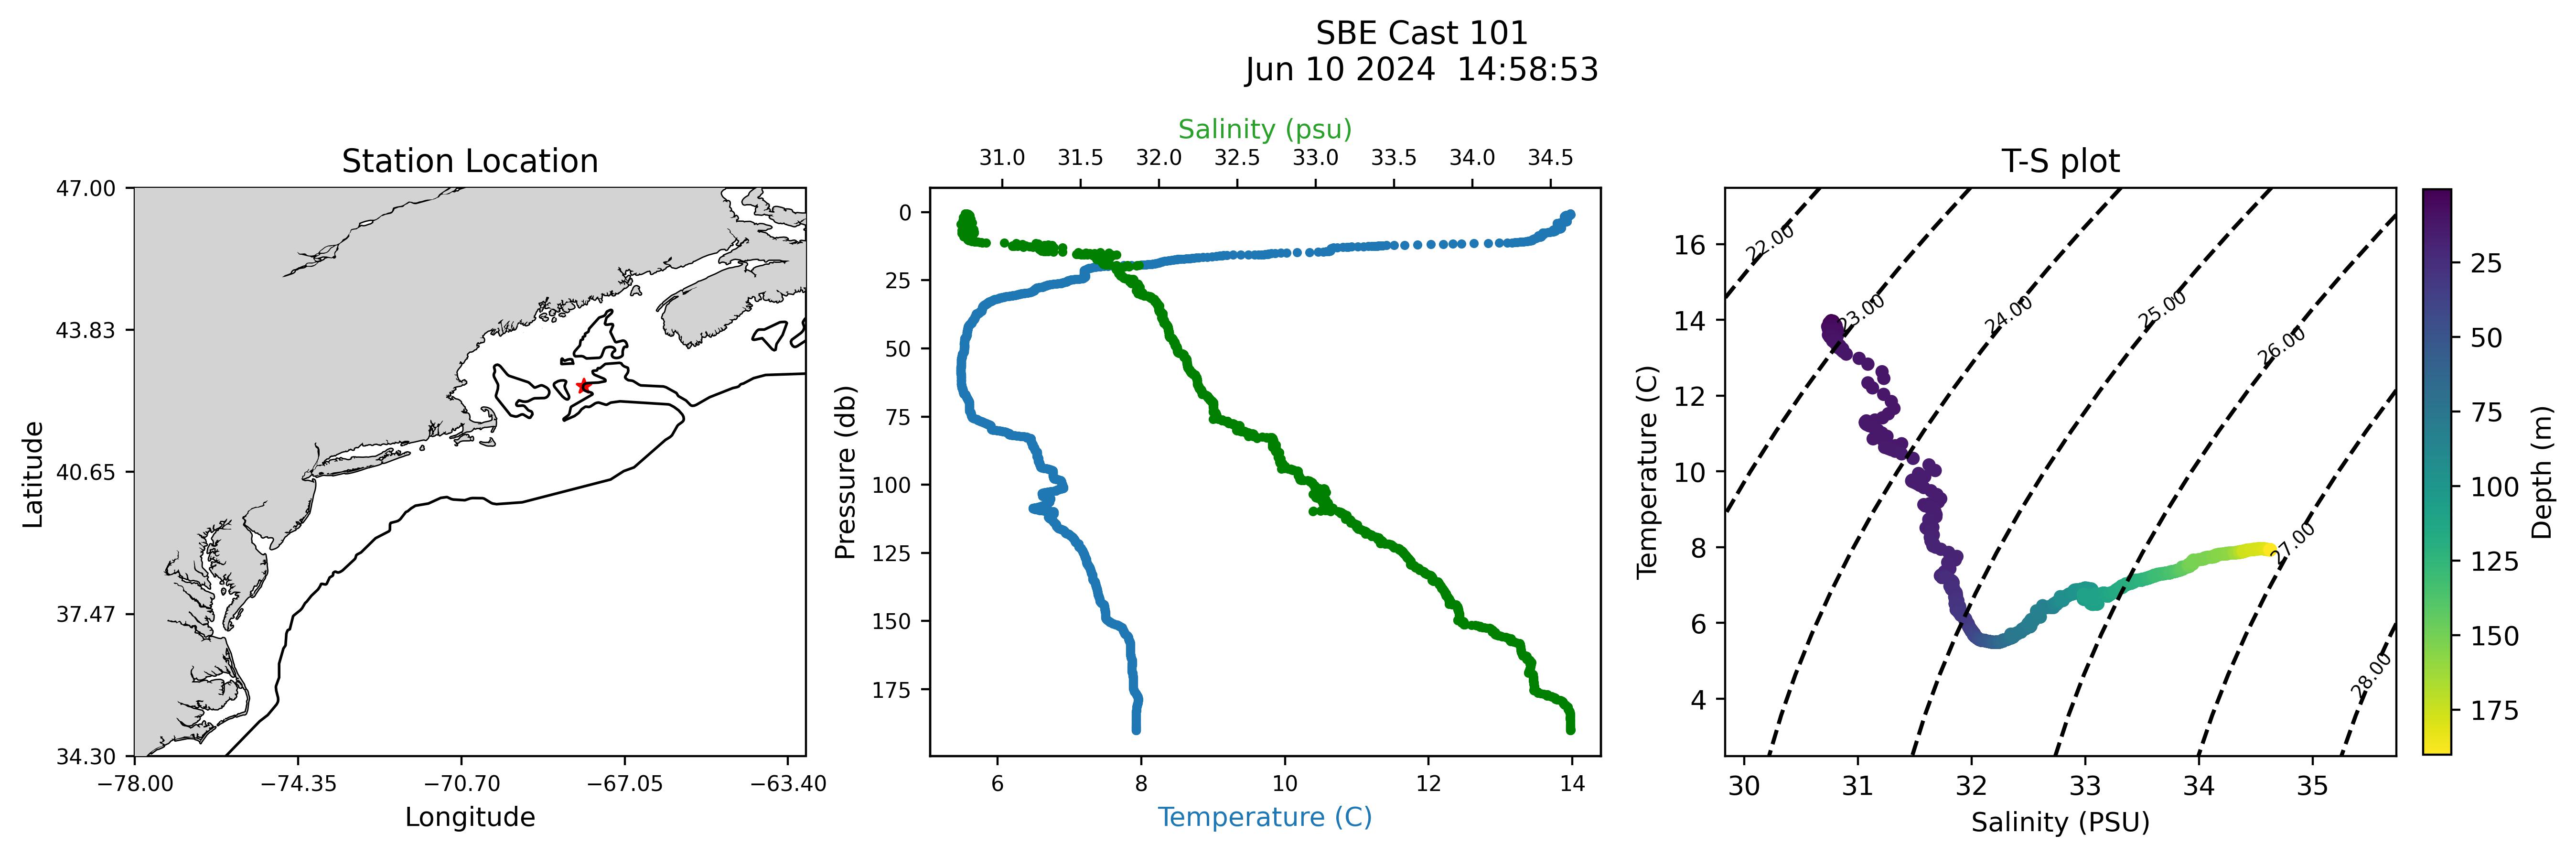 SBE Cast 101
Jun 10 2024  14:58:53
Station Location
47.00
43.83
40.65
37.47
34.30
Latitude
−78.00 −74.35 −70.70 −67.05 −63.40
Longitude
Salinity (psu)
31.0 31.5 32.0 32.5 33.0 33.5 34.0 34.5
0
25
50
75
100
125
150
175
Pressure (db)
6 8 10 12 14
Temperature (C)
T-S plot
16
14
12
10
8
6
4
Temperature (C)
22.00
23.00
24.00
25.00
26.00
27.00
28.00
30 31 32 33 34 35
Salinity (PSU)
25
50
75
100
125
150
175
Depth (m)